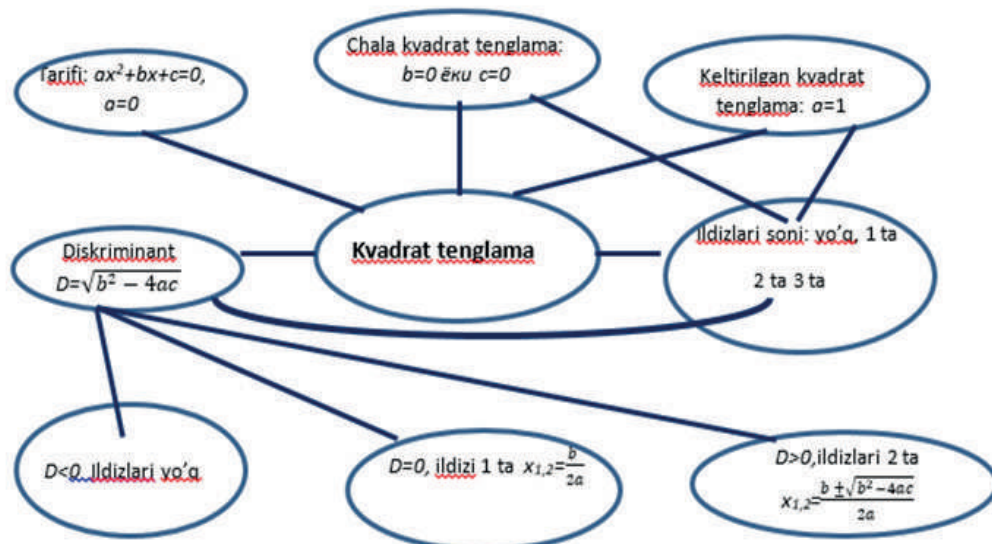 Tarifi: ax²+bx+c=0,
a=0
Chala kvadrat tenglama:
b=0 ёки c=0
Keltirilgan kvadrat
tenglama: a=1
Kvadrat tenglama
Ildizlari soni: yo'q, 1 ta
2 ta 3 ta
Diskriminant
D=√(b² − 4ac)
D<0 Ildizlari yo'q
D=0, ildizi 1 ta x₁,₂=b/2a
D>0,ildizlari 2 ta
x₁,₂=(b ±√(b²−4ac))/2a